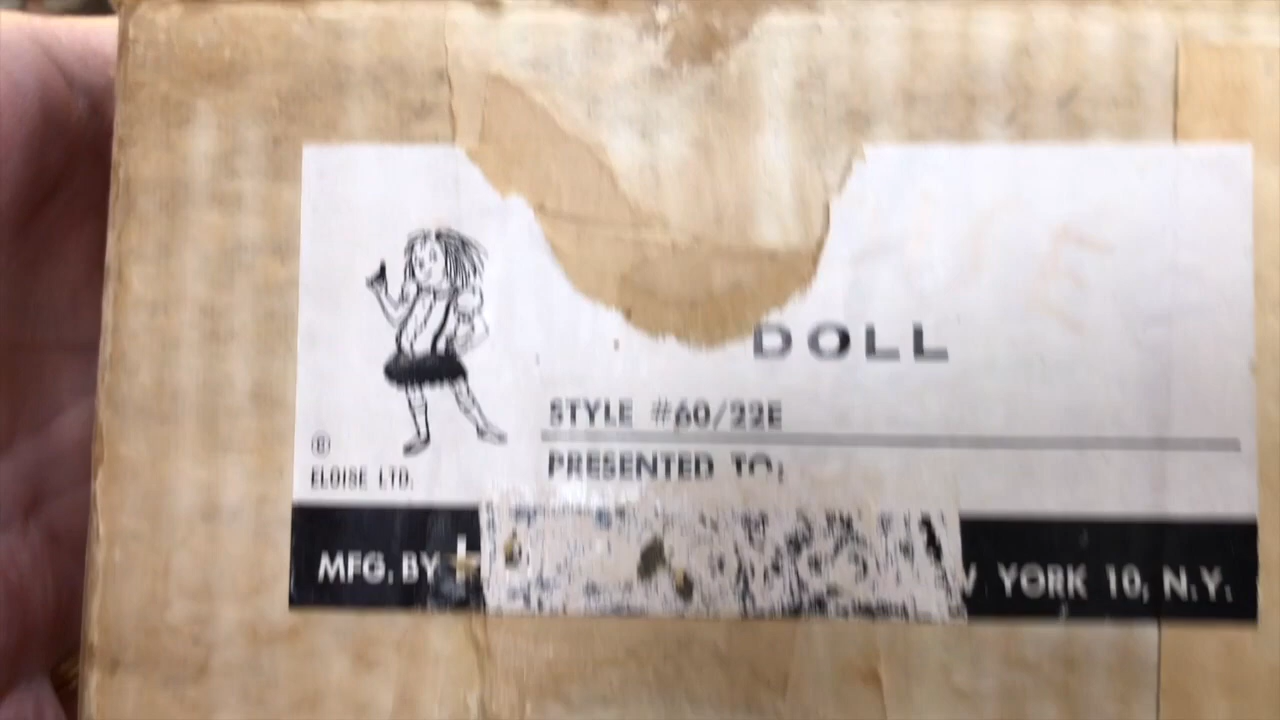 DOLL
STYLE #60/22E
PRESENTED TO:
®
ELOISE LTD.
MFG. BY YORK 10, N.Y.